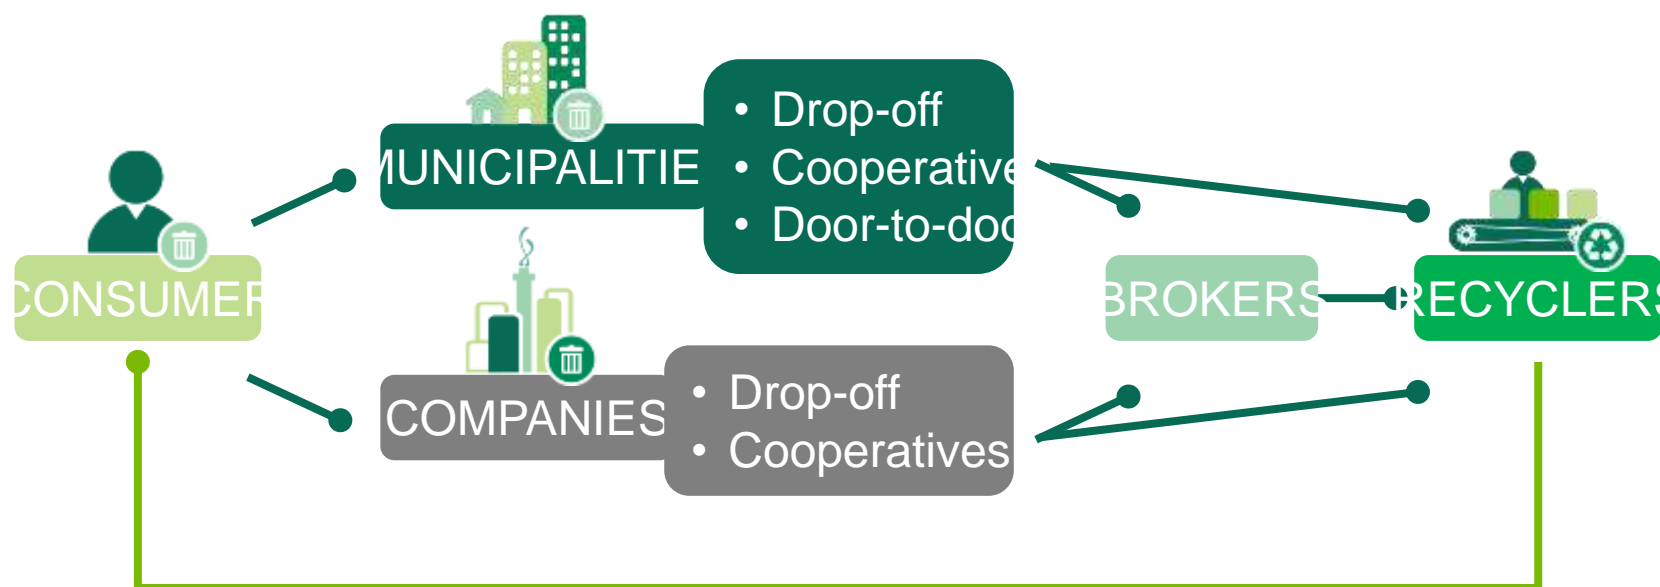 MUNICIPALITIE
• Drop-off
• Cooperative
• Door-to-doo
CONSUMER
BROKERS
RECYCLERS
COMPANIES
• Drop-off
• Cooperatives